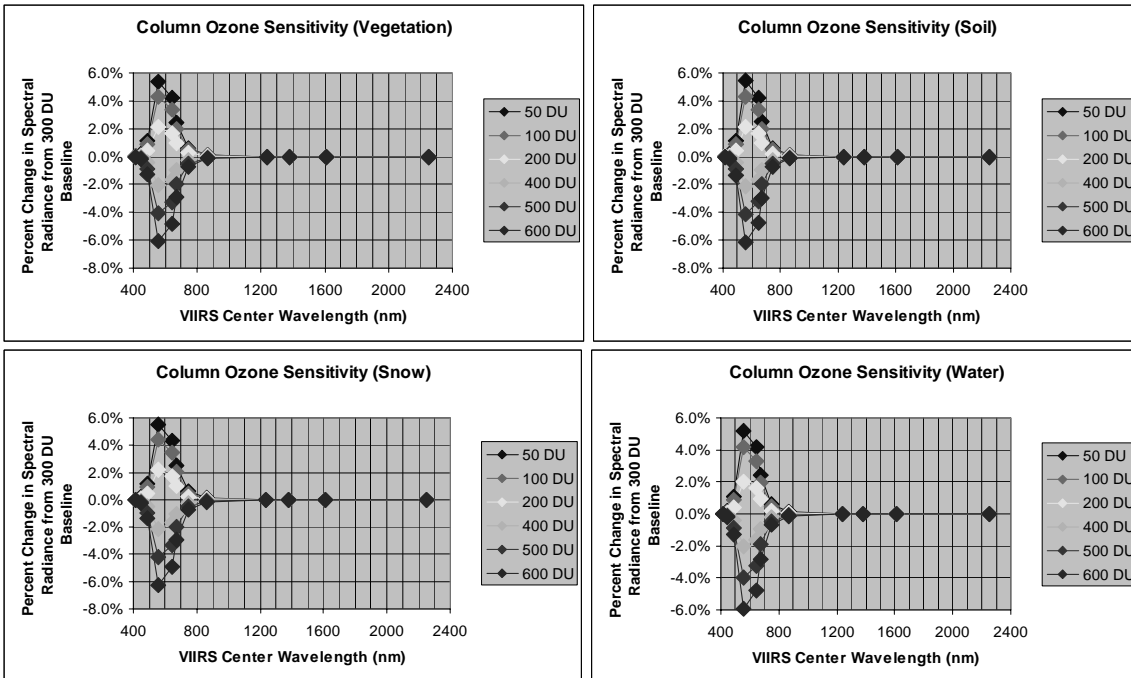 Column Ozone Sensitivity (Vegetation)
Percent Change in Spectral
Radiance from 300 DU
Baseline
6.0%
4.0%
2.0%
0.0%
-2.0%
-4.0%
-6.0%
-8.0%
400 800 1200 1600 2000 2400
VIIRS Center Wavelength (nm)
50 DU
100 DU
200 DU
400 DU
500 DU
600 DU
Column Ozone Sensitivity (Soil)
Percent Change in Spectral
Radiance from 300 DU
Baseline
6.0%
4.0%
2.0%
0.0%
-2.0%
-4.0%
-6.0%
-8.0%
400 800 1200 1600 2000 2400
VIIRS Center Wavelength (nm)
50 DU
100 DU
200 DU
400 DU
500 DU
600 DU
Column Ozone Sensitivity (Snow)
Percent Change in Spectral
Radiance from 300 DU
Baseline
6.0%
4.0%
2.0%
0.0%
-2.0%
-4.0%
-6.0%
-8.0%
400 800 1200 1600 2000 2400
VIIRS Center Wavelength (nm)
50 DU
100 DU
200 DU
400 DU
500 DU
600 DU
Column Ozone Sensitivity (Water)
Percent Change in Spectral
Radiance from 300 DU
Baseline
6.0%
4.0%
2.0%
0.0%
-2.0%
-4.0%
-6.0%
400 800 1200 1600 2000 2400
VIIRS Center Wavelength (nm)
50 DU
100 DU
200 DU
400 DU
500 DU
600 DU